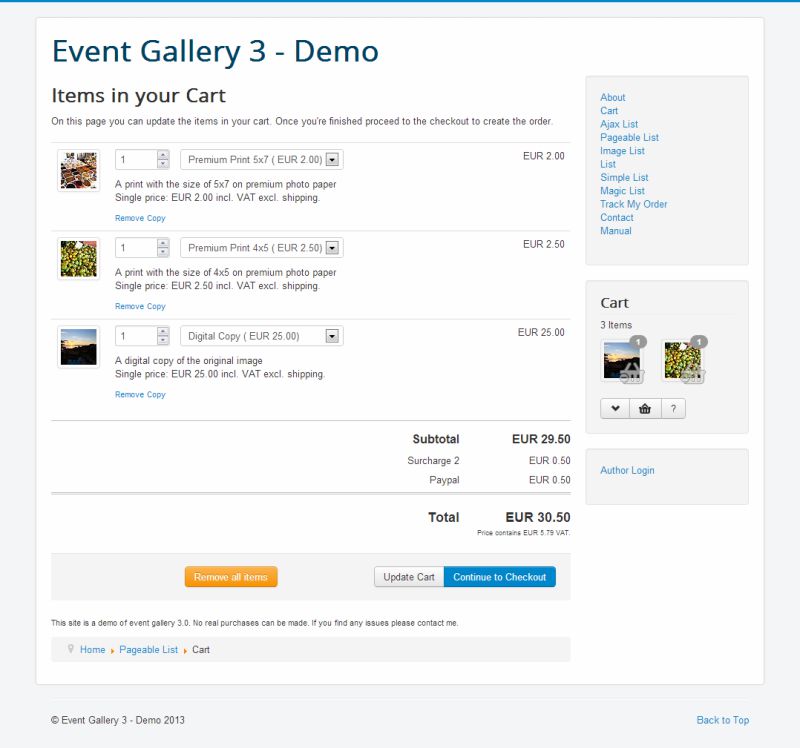 Event Gallery 3 - Demo
Items in your Cart
On this page you can update the items in your cart. Once you're finished proceed to the checkout to create the order.
1
Premium Print 5x7 ( EUR 2.00)
EUR 2.00
A print with the size of 5x7 on premium photo paper
Single price: EUR 2.00 incl. VAT excl. shipping.
Remove Copy
1
Premium Print 4x5 ( EUR 2.50)
EUR 2.50
A print with the size of 4x5 on premium photo paper
Single price: EUR 2.50 incl. VAT excl. shipping.
Remove Copy
1
Digital Copy ( EUR 25.00)
EUR 25.00
A digital copy of the original image
Single price: EUR 25.00 incl. VAT excl. shipping.
Remove Copy
Subtotal EUR 29.50
Surcharge 2 EUR 0.50
Paypal EUR 0.50
Total EUR 30.50
Price contains EUR 5.79 VAT.
Remove all items
Update Cart
Continue to Checkout
This site is a demo of event gallery 3.0. No real purchases can be made. If you find any issues please contact me.
Home Pageable List Cart
About
Cart
Ajax List
Pageable List
Image List
List
Simple List
Magic List
Track My Order
Contact
Manual
Cart
3 Items
1
1
?
Author Login
© Event Gallery 3 - Demo 2013
Back to Top